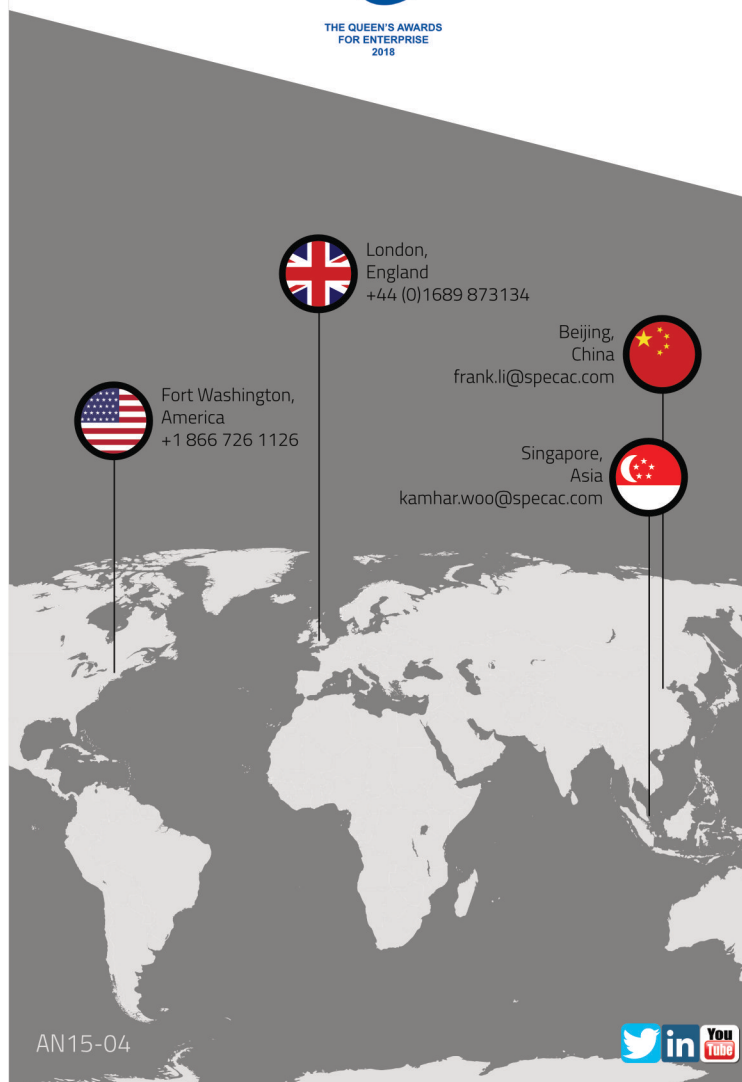 THE QUEEN'S AWARDS
FOR ENTERPRISE
2018
London,
England
+44 (0)1689 873134
Beijing,
China
frank.li@specac.com
Fort Washington,
America
+1 866 726 1126
Singapore,
Asia
kamhar.woo@specac.com
AN15-04
in
You
Tube